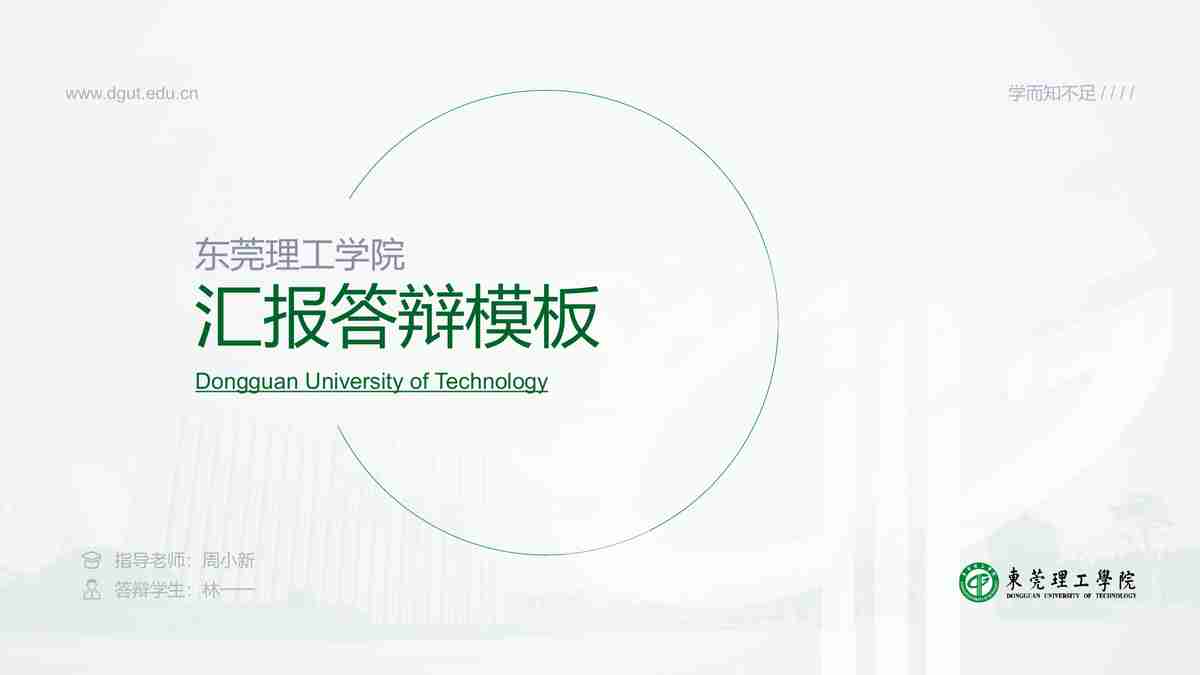 www.dgut.edu.cn
学而知不足 / / / /
东莞理工学院
汇报答辩模板
Dongguan University of Technology
指导老师：周小新
答辩学生：林一一
東莞理工學院
DONGGUAN UNIVERSITY OF TECHNOLOGY